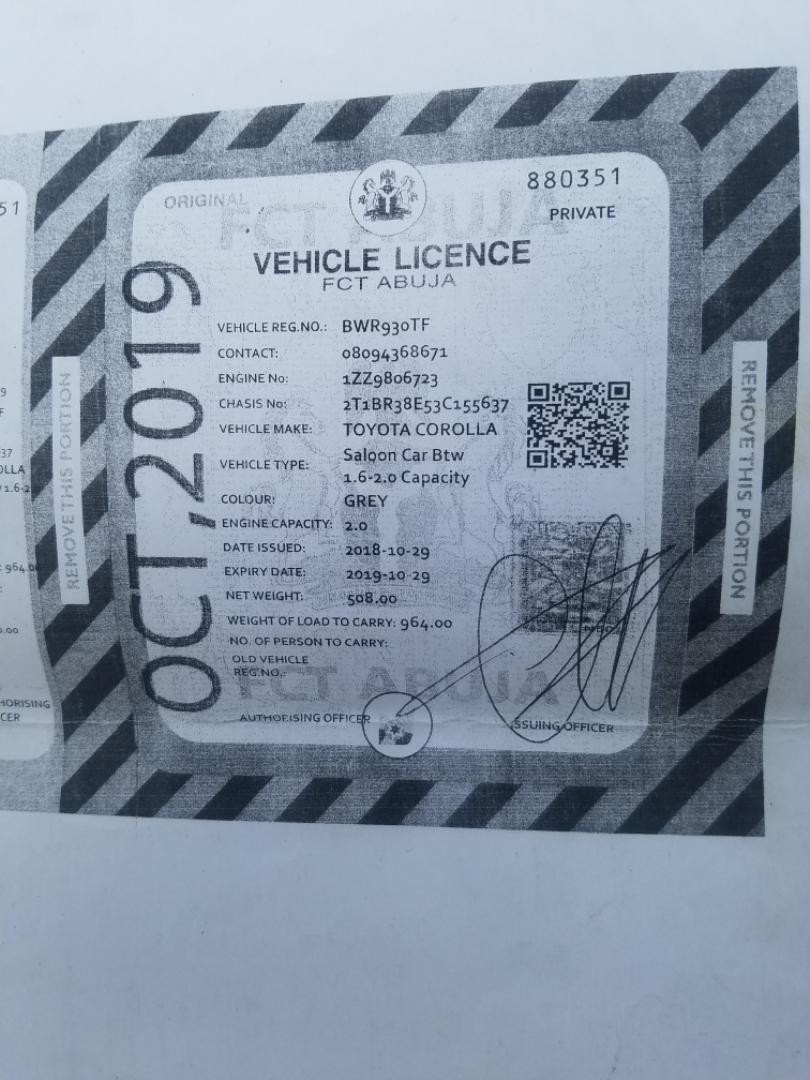 ORIGINAL
880351
PRIVATE
FCT ABUJA
VEHICLE LICENCE
FCT ABUJA
OCT,2019
VEHICLE REG.NO.: BWR930TF
CONTACT: 08094368671
ENGINE No: 1ZZ9806723
CHASIS No: 2T1BR38E53C155637
VEHICLE MAKE: TOYOTA COROLLA
VEHICLE TYPE: Saloon Car Btw
1.6-2.0 Capacity
COLOUR: GREY
ENGINE CAPACITY: 2.0
DATE ISSUED: 2018-10-29
EXPIRY DATE: 2019-10-29
NET WEIGHT: 508.00
WEIGHT OF LOAD TO CARRY: 964.00
NO. OF PERSON TO CARRY:
OLD VEHICLE
REG.NO.:
FCT ABUJA
AUTHORISING OFFICER
ISSUING OFFICER
REMOVE THIS PORTION
REMOVE THIS PORTION
51
9
F
37
OLLA
1.6-2
: 964.0
0.00
HORISING
CER